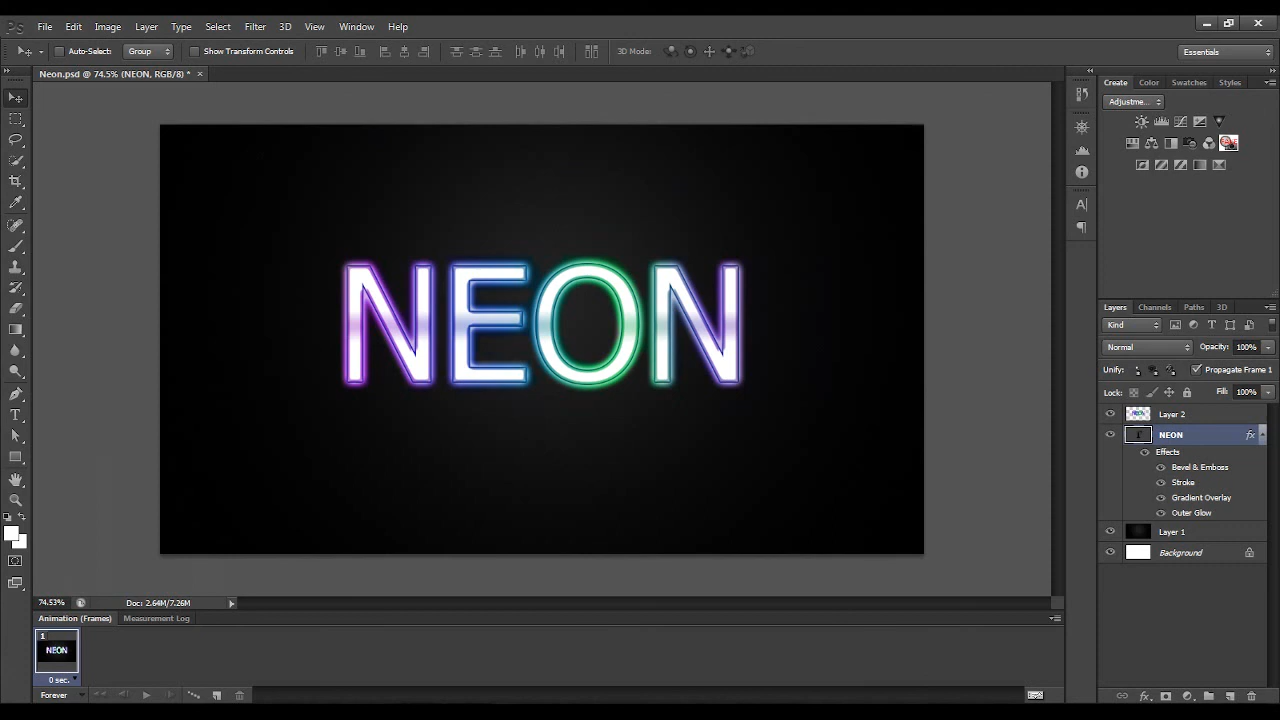 Ps File Edit Image Layer Type Select Filter 3D View Window Help
Auto-Select: Group Show Transform Controls 3D Mode: Essentials
Neon.psd @ 74.5% (NEON, RGB/8) * ×
Create Color Swatches Styles
Adjustme...
NEON
Layers Channels Paths 3D
Kind
Normal Opacity: 100%
Unify: Propagate Frame 1
Lock: Fill: 100%
Layer 2
T NEON fx
Effects
Bevel & Emboss
Stroke
Gradient Overlay
Outer Glow
Layer 1
Background
74.53% Doc: 2.64M/7.26M
Animation (Frames) Measurement Log
1
NEON
0 sec.
Forever